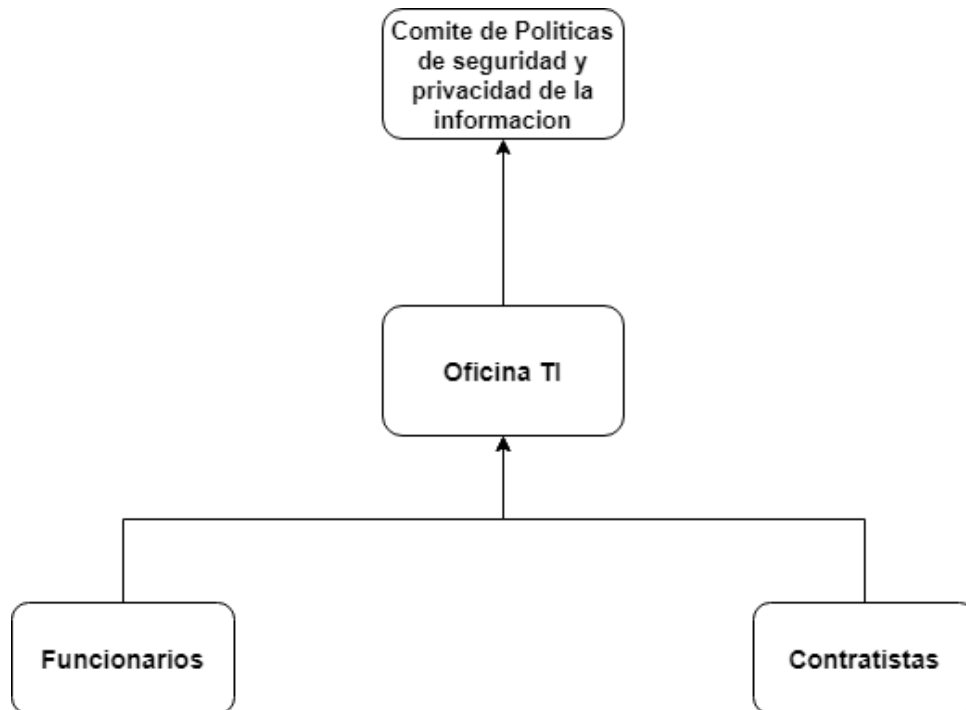 Comite de Politicas
de seguridad y
privacidad de la
informacion
Oficina TI
Funcionarios
Contratistas